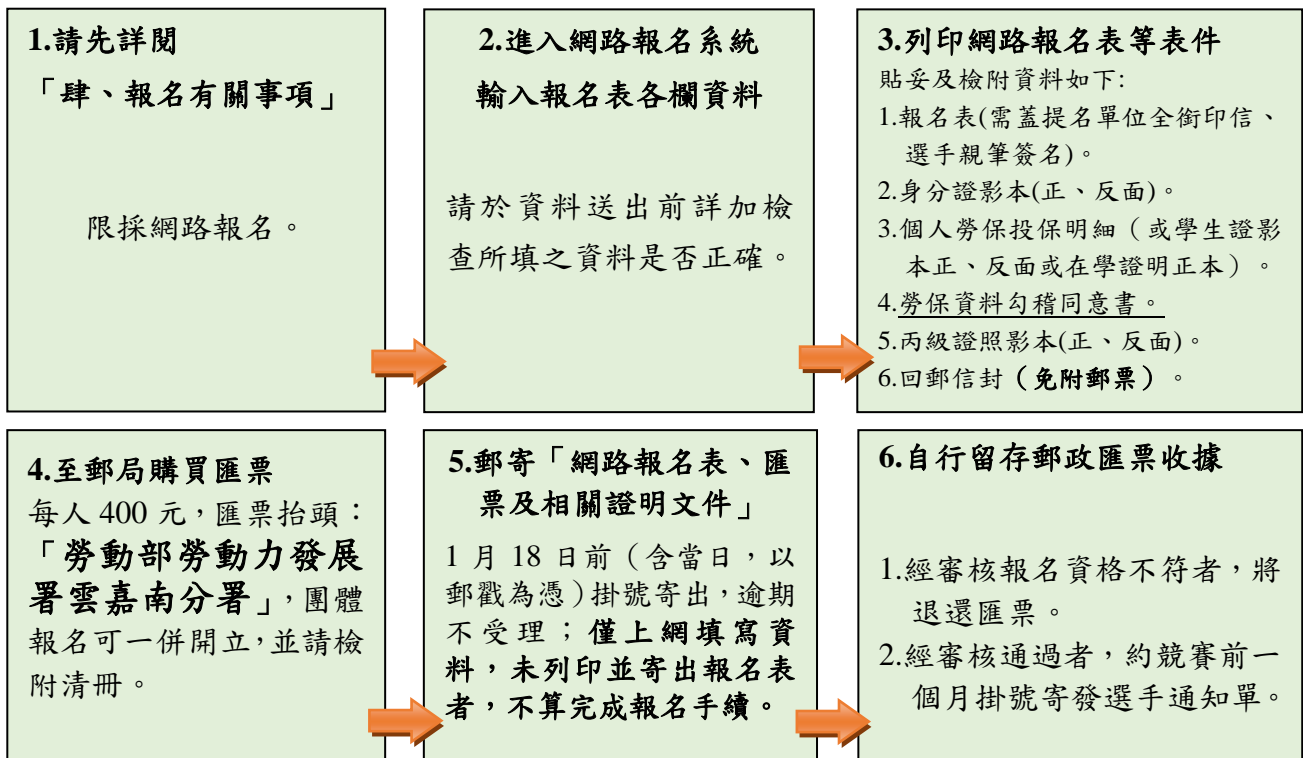 1.請先詳閱
「肆、報名有關事項」
限採網路報名。
2.進入網路報名系統
輸入報名表各欄資料
請於資料送出前詳加檢
查所填之資料是否正確。
3.列印網路報名表等表件
貼妥及檢附資料如下:
1.報名表(需蓋提名單位全銜印信、
選手親筆簽名)。
2.身分證影本(正、反面)。
3.個人勞保投保明細（或學生證影
本正、反面或在學證明正本）。
4.勞保資料勾稽同意書。
5.丙級證照影本(正、反面)。
6.回郵信封（免附郵票）。
4.至郵局購買匯票
每人 400 元，匯票抬頭：
「勞動部勞動力發展
署雲嘉南分署」，團體
報名可一併開立，並請檢
附清冊。
5.郵寄「網路報名表、匯
票及相關證明文件」
1 月 18 日前（含當日，以
郵戳為憑）掛號寄出，逾期
不受理；僅上網填寫資
料，未列印並寄出報名表
者，不算完成報名手續。
6.自行留存郵政匯票收據
1.經審核報名資格不符者，將
退還匯票。
2.經審核通過者，約競賽前一
個月掛號寄發選手通知單。